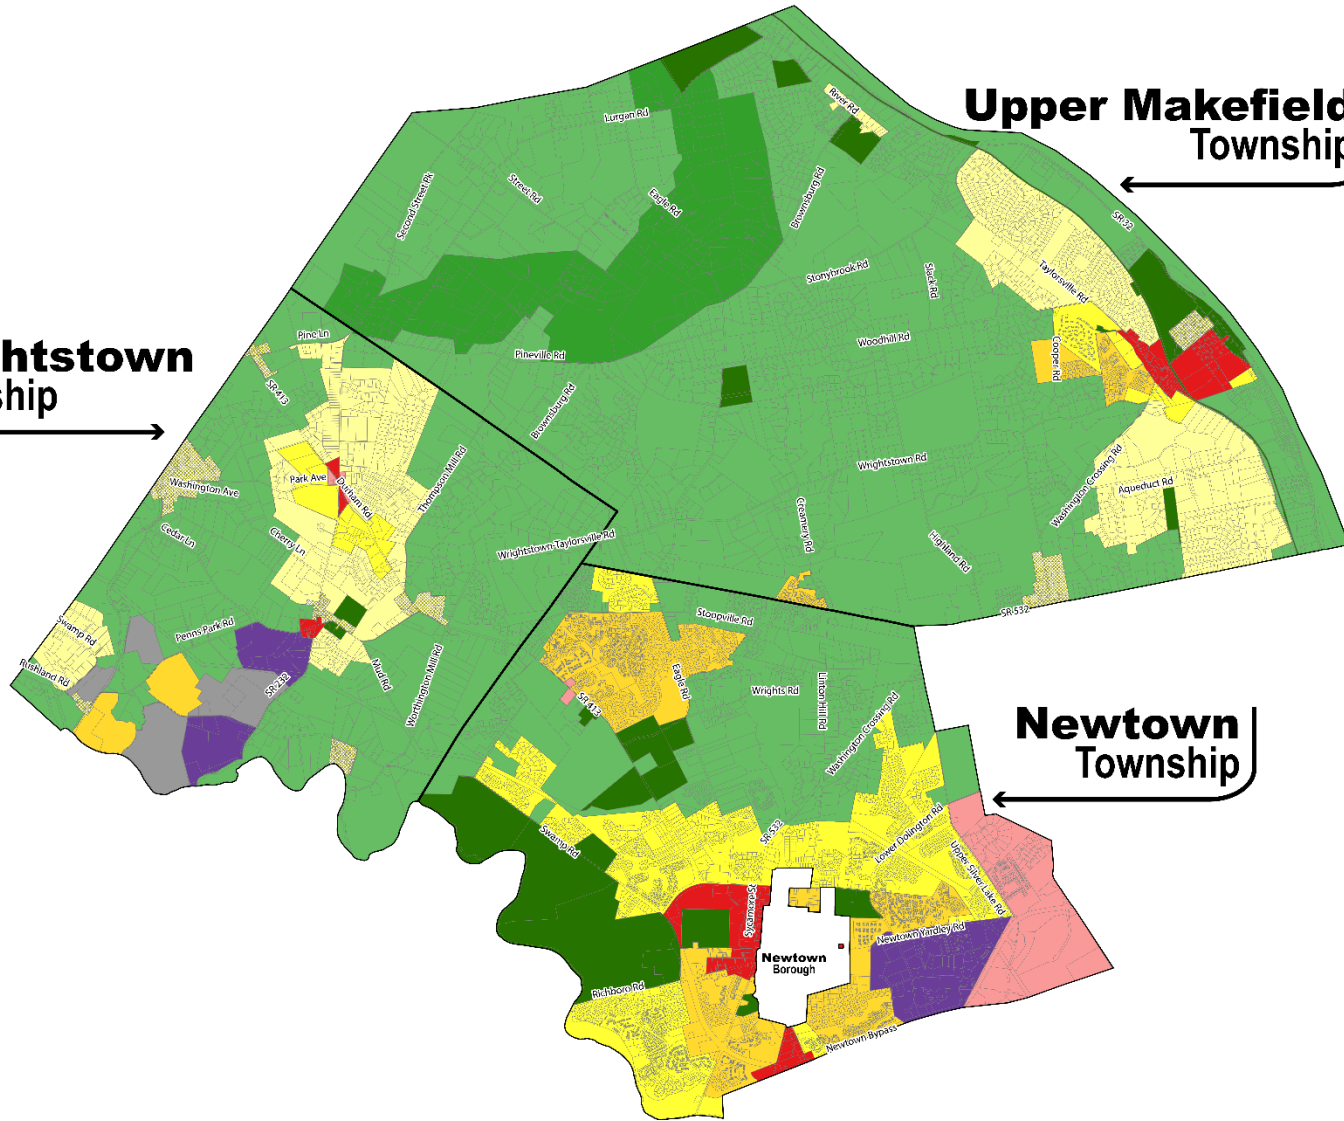 Upper Makefield
Township
River Rd
Lurgan Rd
Second Street Pk
Street Rd
Eagle Rd
Brownsburg Rd
SR-32
Stonybrook Rd
Slack Rd
Taylorsville Rd
Pine Ln
Pineville Rd
Woodhill Rd
Cooper Rd
htstown
ship
SR-413
Brownsburg Rd
Park Ave
Durham Rd
Thompson Mill Rd
Washington Ave
Wrightstown Rd
Washington Crossing Rd
Aqueduct Rd
Cedar Ln
Cherry Ln
Wrightstown-Taylorsville Rd
Creamery Rd
Highland Rd
SR-532
Swamp Rd
Penns Park Rd
Stoopville Rd
Rushland Rd
SR-232
Mud Rd
Worthington Mill Rd
SR-413
Eagle Rd
Wrights Rd
Linton Hill Rd
Washington Crossing Rd
Newtown
Township
Swamp Rd
SR-532
Lower Dolington Rd
Upper Silver Lake Rd
Sycamore St
Newtown Yardley Rd
Newtown
Borough
Richboro Rd
Newtown-Bypass